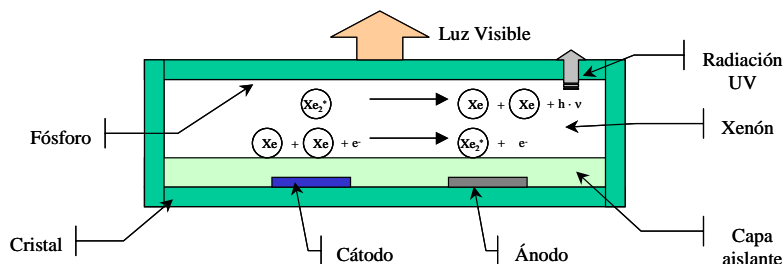 Luz Visible
Radiación
UV
Xe₂* Xe + Xe + h · ν
Fósforo
Xenón
Xe + Xe + e⁻ Xe₂* + e⁻
Cristal
Cátodo
Ánodo
Capa
aislante